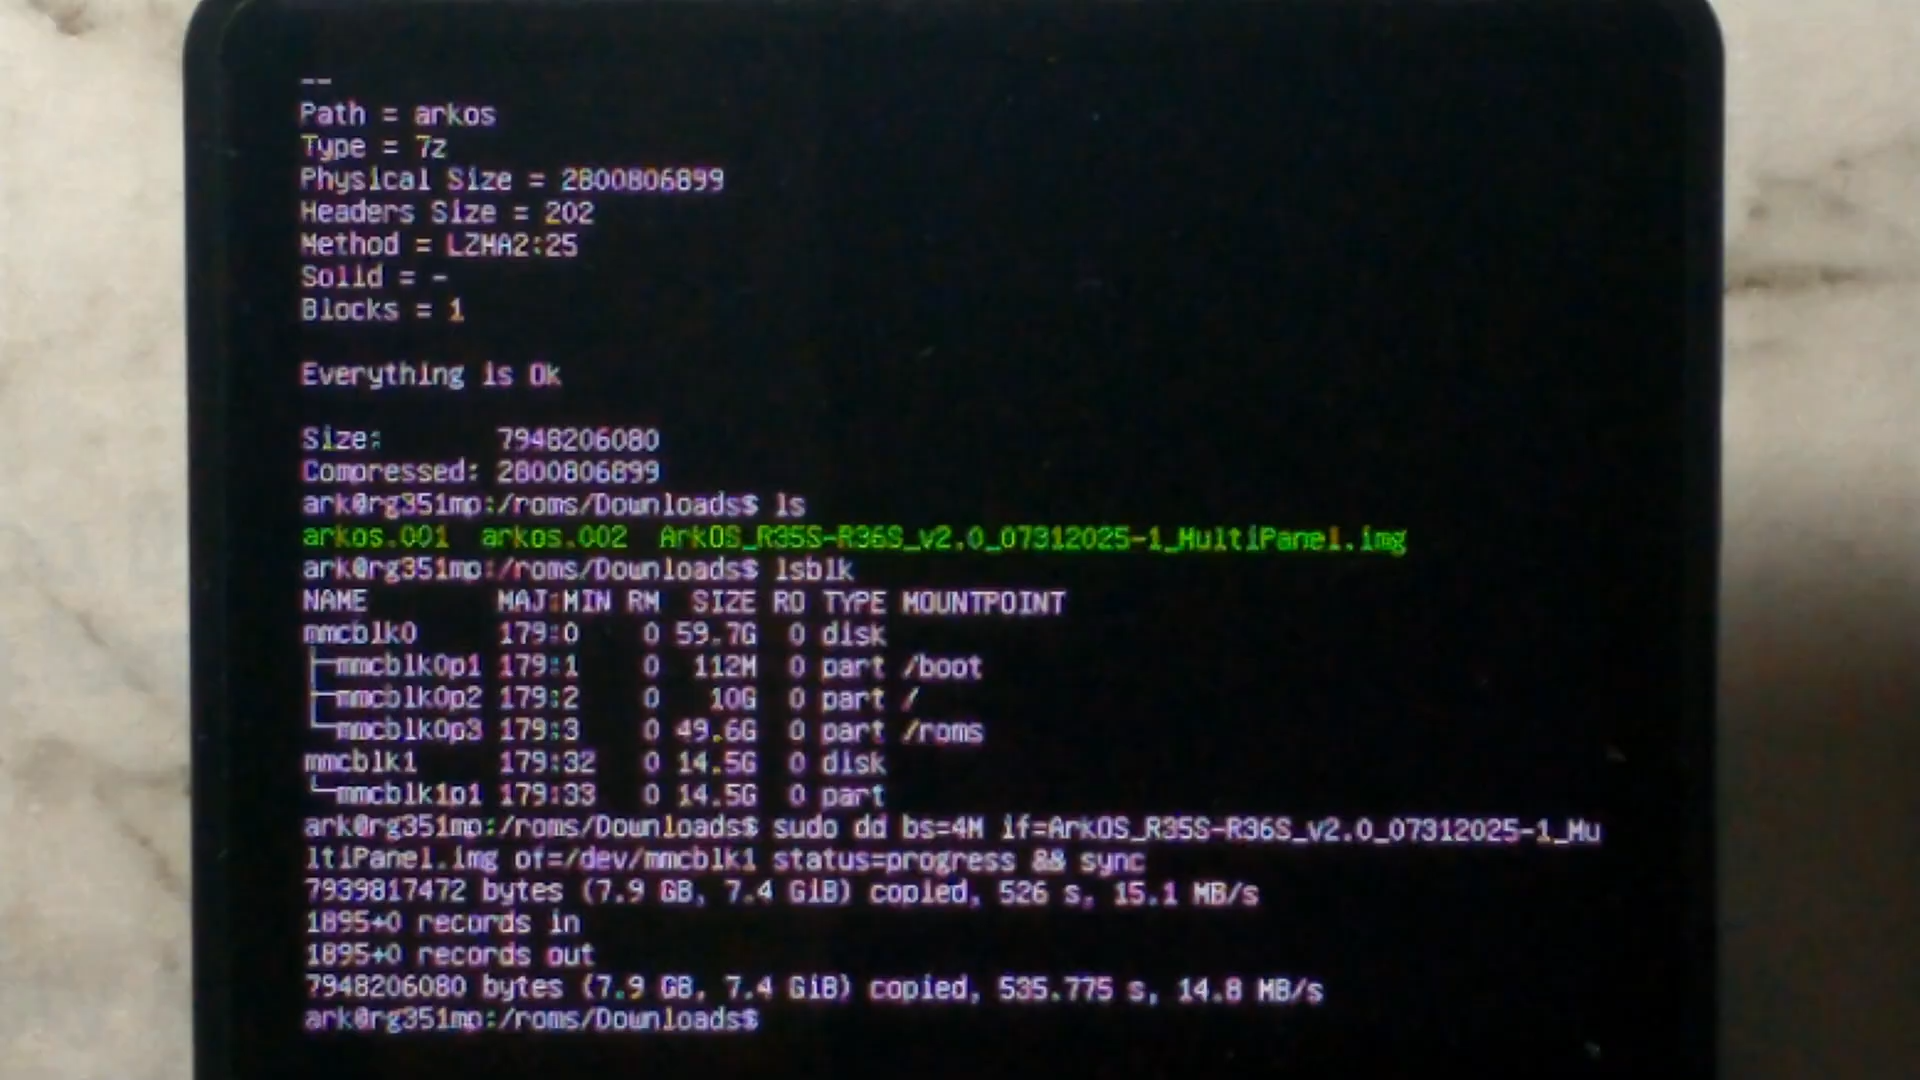 --
Path = arkos
Type = 7z
Physical Size = 2800806899
Headers Size = 202
Method = LZMA2:25
Solid = -
Blocks = 1
Everything is Ok
Size:       7948206080
Compressed: 2800806899
ark@rg351mp:/roms/Downloads$ ls
arkos.001  arkos.002  ArkOS_R35S-R36S_v2.0_07312025-1_MultiPanel.img
ark@rg351mp:/roms/Downloads$ lsblk
NAME        MAJ:MIN RM  SIZE RO TYPE MOUNTPOINT
mmcblk0     179:0    0 59.7G  0 disk
├─mmcblk0p1 179:1    0  112M  0 part /boot
├─mmcblk0p2 179:2    0   10G  0 part /
└─mmcblk0p3 179:3    0 49.6G  0 part /roms
mmcblk1     179:32   0 14.5G  0 disk
└─mmcblk1p1 179:33   0 14.5G  0 part
ark@rg351mp:/roms/Downloads$ sudo dd bs=4M if=ArkOS_R35S-R36S_v2.0_07312025-1_Mu
ltiPanel.img of=/dev/mmcblk1 status=progress && sync
7939817472 bytes (7.9 GB, 7.4 GiB) copied, 526 s, 15.1 MB/s
1895+0 records in
1895+0 records out
7948206080 bytes (7.9 GB, 7.4 GiB) copied, 535.775 s, 14.8 MB/s
ark@rg351mp:/roms/Downloads$